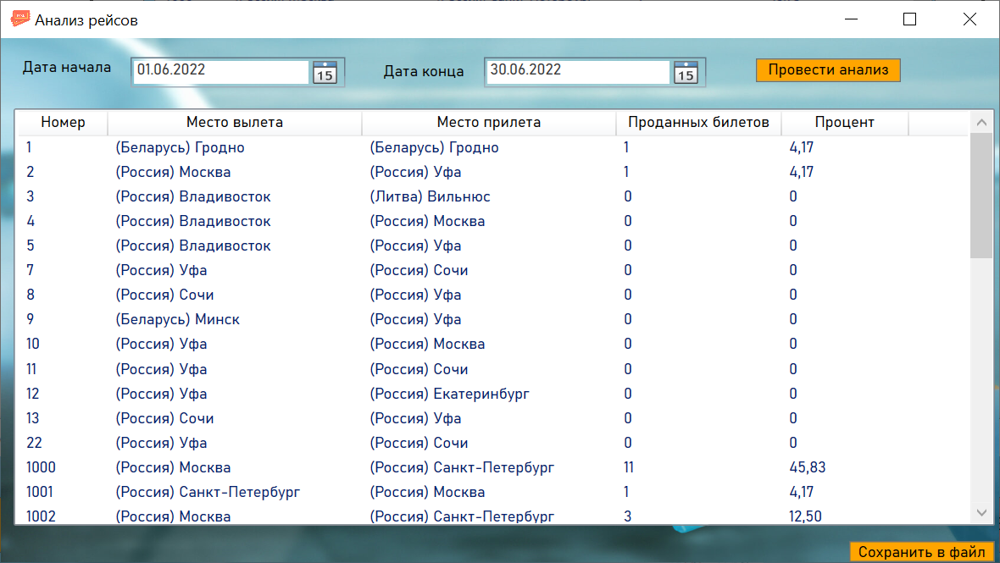 Анализ рейсов
Дата начала 01.06.2022 15 Дата конца 30.06.2022 15 Провести анализ
Номер Место вылета Место прилета Проданных билетов Процент
1 (Беларусь) Гродно (Беларусь) Гродно 1 4,17
2 (Россия) Москва (Россия) Уфа 1 4,17
3 (Россия) Владивосток (Литва) Вильнюс 0 0
4 (Россия) Владивосток (Россия) Москва 0 0
5 (Россия) Владивосток (Россия) Уфа 0 0
7 (Россия) Уфа (Россия) Сочи 0 0
8 (Россия) Сочи (Россия) Уфа 0 0
9 (Беларусь) Минск (Россия) Уфа 0 0
10 (Россия) Уфа (Россия) Москва 0 0
11 (Россия) Уфа (Россия) Сочи 0 0
12 (Россия) Уфа (Россия) Екатеринбург 0 0
13 (Россия) Сочи (Россия) Уфа 0 0
22 (Россия) Уфа (Россия) Сочи 0 0
1000 (Россия) Москва (Россия) Санкт-Петербург 11 45,83
1001 (Россия) Санкт-Петербург (Россия) Москва 1 4,17
1002 (Россия) Москва (Россия) Санкт-Петербург 3 12,50
Сохранить в файл